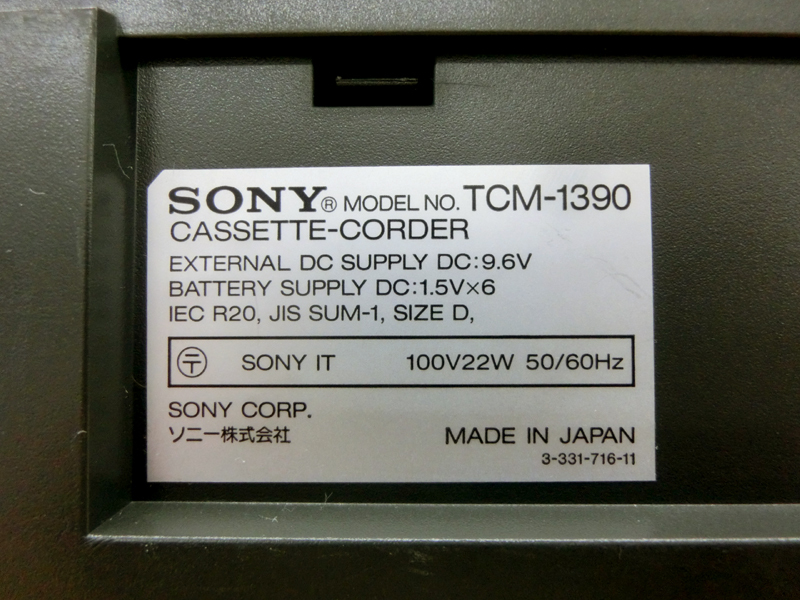 SONY® MODEL NO. TCM-1390
CASSETTE-CORDER
EXTERNAL DC SUPPLY DC:9.6V
BATTERY SUPPLY DC:1.5V×6
IEC R20, JIS SUM-1, SIZE D,
〶 SONY IT 100V22W 50/60Hz
SONY CORP.
ソニー株式会社
MADE IN JAPAN
3-331-716-11